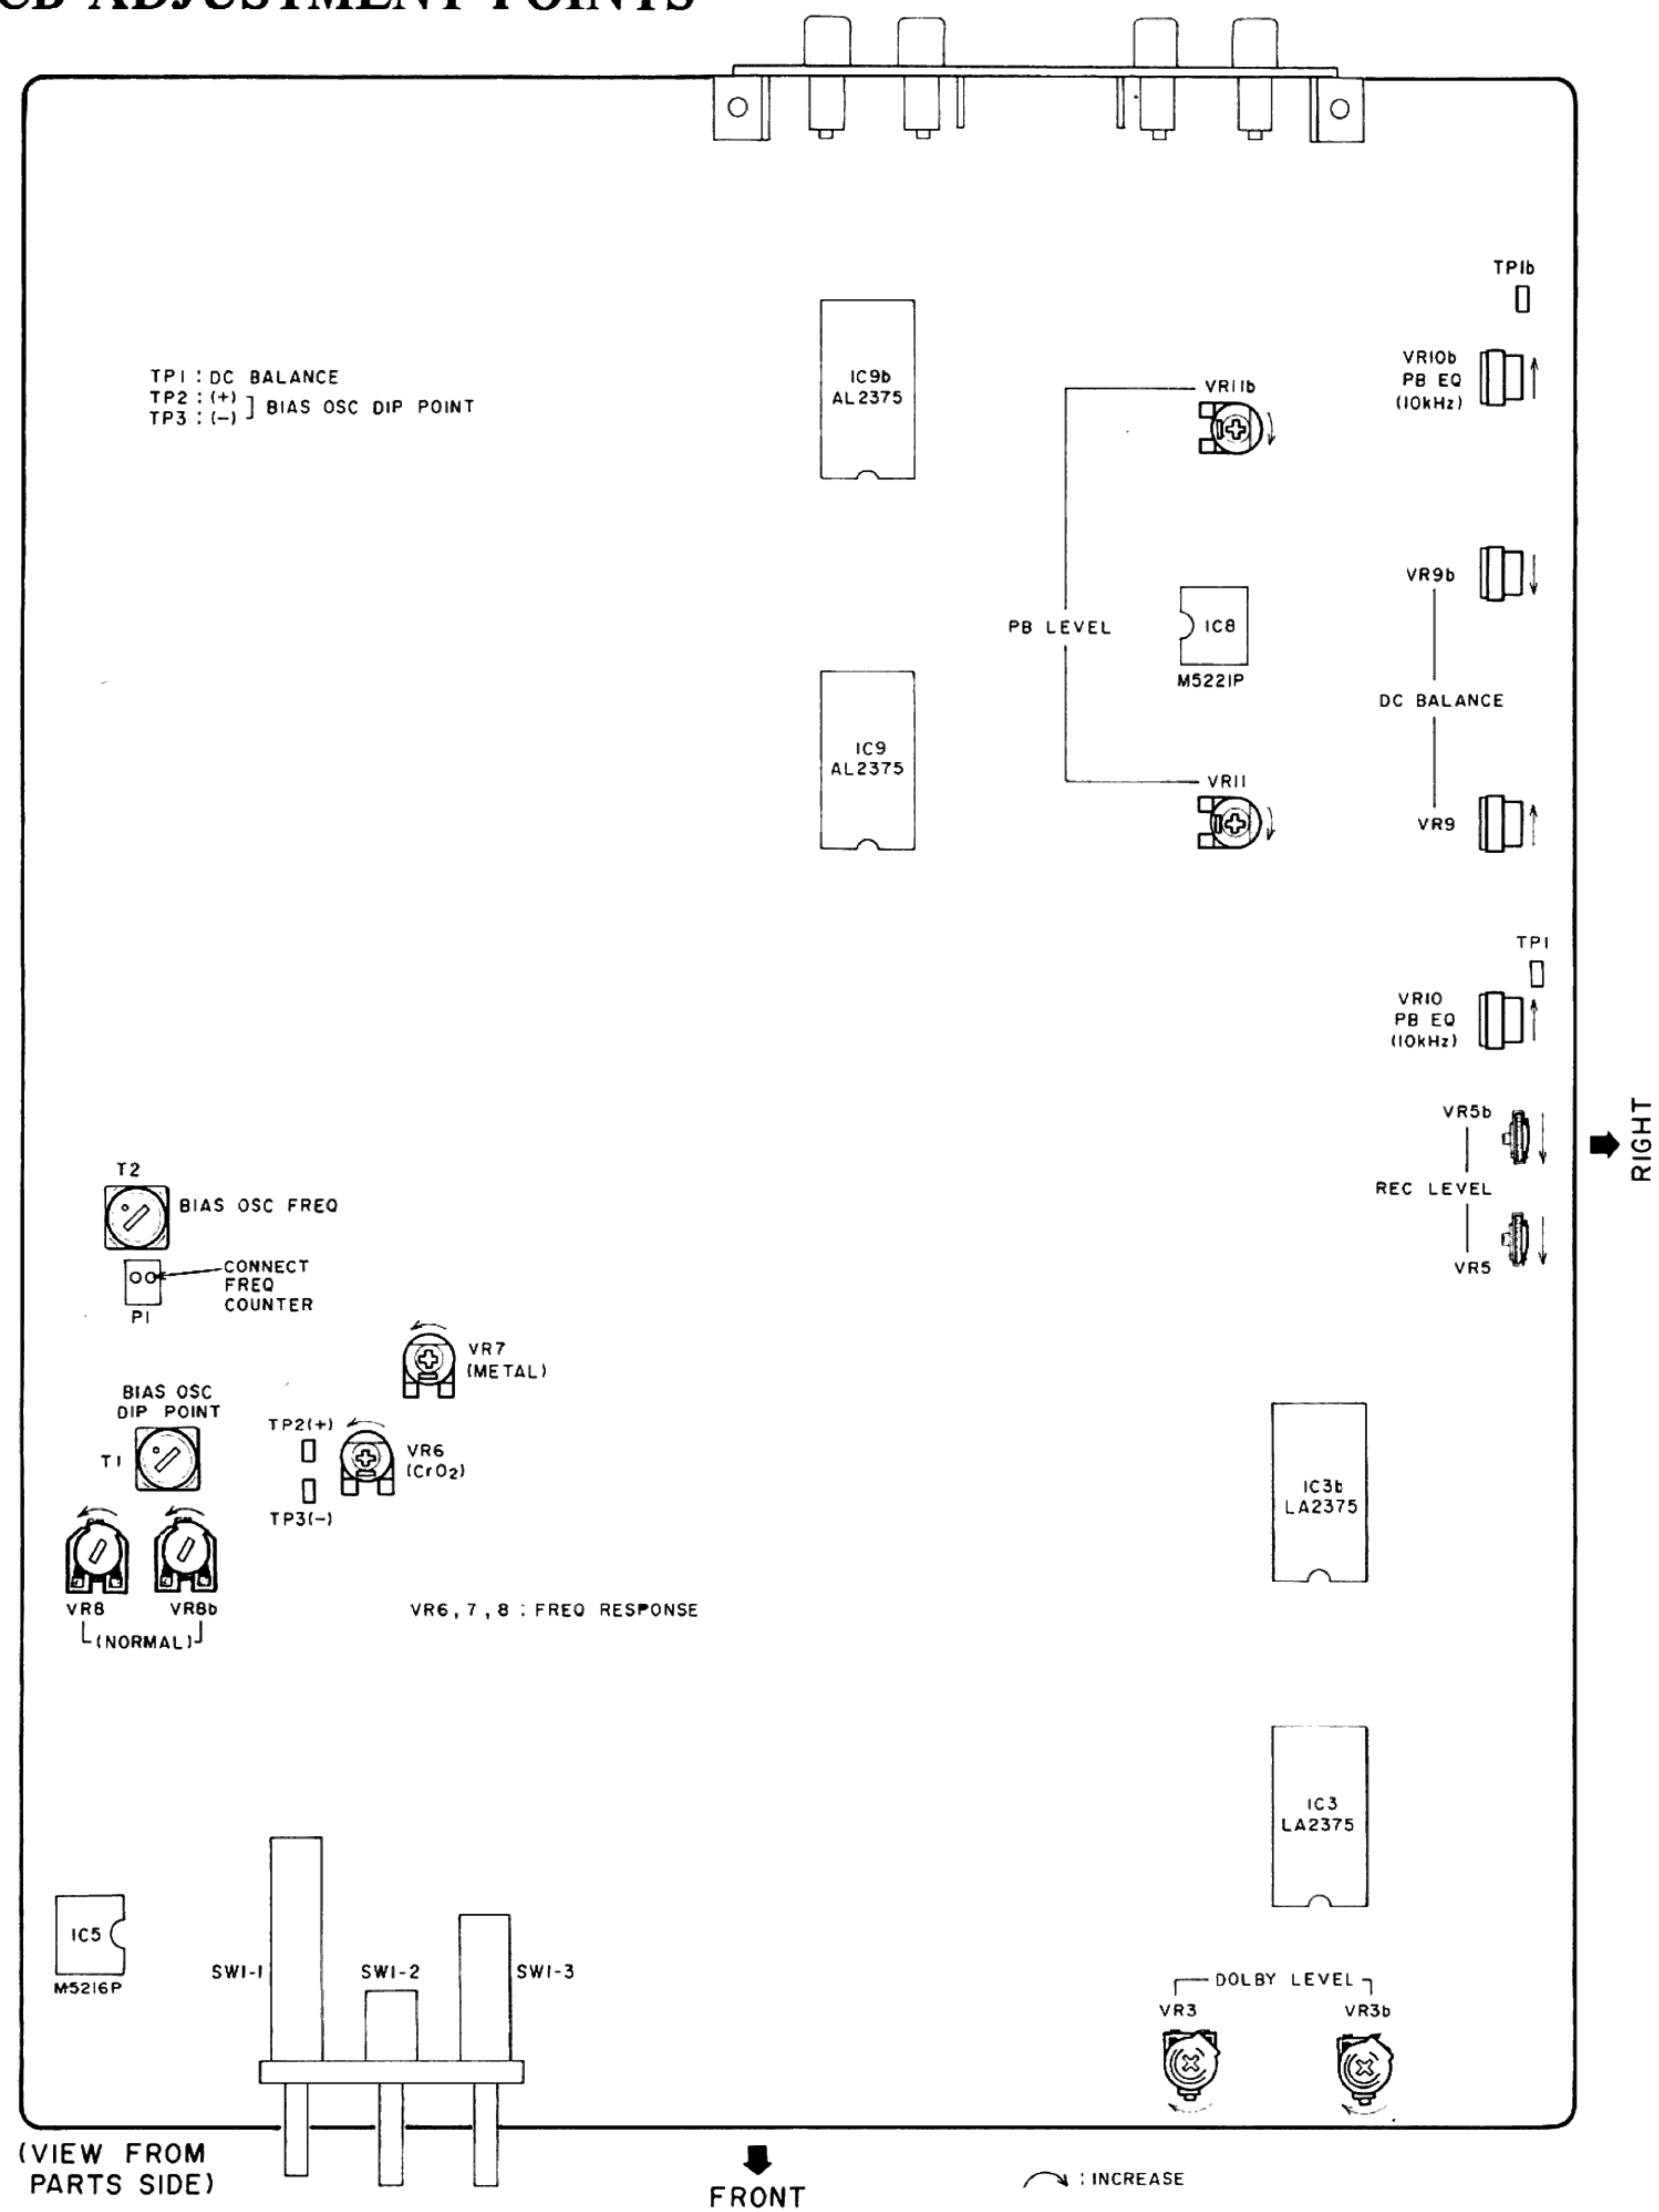 CB ADJUSTMENT POINTS
TP1b
VR10b
PB EQ
(10kHz)
IC9b
AL2375
VR11b
TP1 : DC BALANCE
TP2 : (+)
TP3 : (-)
BIAS OSC DIP POINT
VR9b
PB LEVEL
IC8
M5221P
DC BALANCE
IC9
AL2375
VR11
VR9
TP1
VR10
PB EQ
(10kHz)
VR5b
REC LEVEL
VR5
RIGHT
T2
BIAS OSC FREQ
CONNECT
FREQ
COUNTER
P1
VR7
(METAL)
BIAS OSC
DIP POINT
T1
TP2(+)
VR6
(CrO2)
TP3(-)
VR8
VR8b
(NORMAL)
VR6, 7, 8 : FREQ RESPONSE
IC3b
LA2375
IC3
LA2375
IC5
M5216P
SW1-1
SW1-2
SW1-3
DOLBY LEVEL
VR3
VR3b
(VIEW FROM
PARTS SIDE)
FRONT
: INCREASE